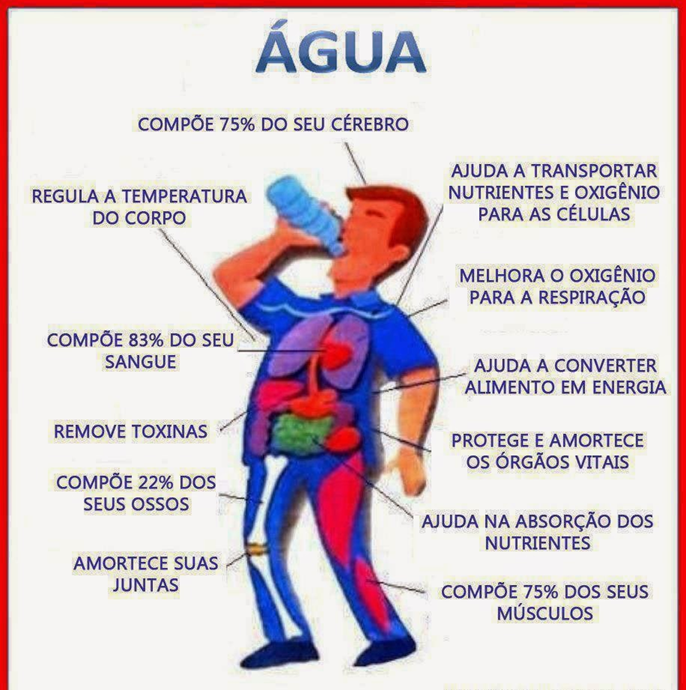 ÁGUA
COMPÕE 75% DO SEU CÉREBRO
REGULA A TEMPERATURA
DO CORPO
AJUDA A TRANSPORTAR
NUTRIENTES E OXIGÊNIO
PARA AS CÉLULAS
MELHORA O OXIGÊNIO
PARA A RESPIRAÇÃO
COMPÕE 83% DO SEU
SANGUE
AJUDA A CONVERTER
ALIMENTO EM ENERGIA
REMOVE TOXINAS
PROTEGE E AMORTECE
OS ÓRGÃOS VITAIS
COMPÕE 22% DOS
SEUS OSSOS
AJUDA NA ABSORÇÃO DOS
NUTRIENTES
AMORTECE SUAS
JUNTAS
COMPÕE 75% DOS SEUS
MÚSCULOS